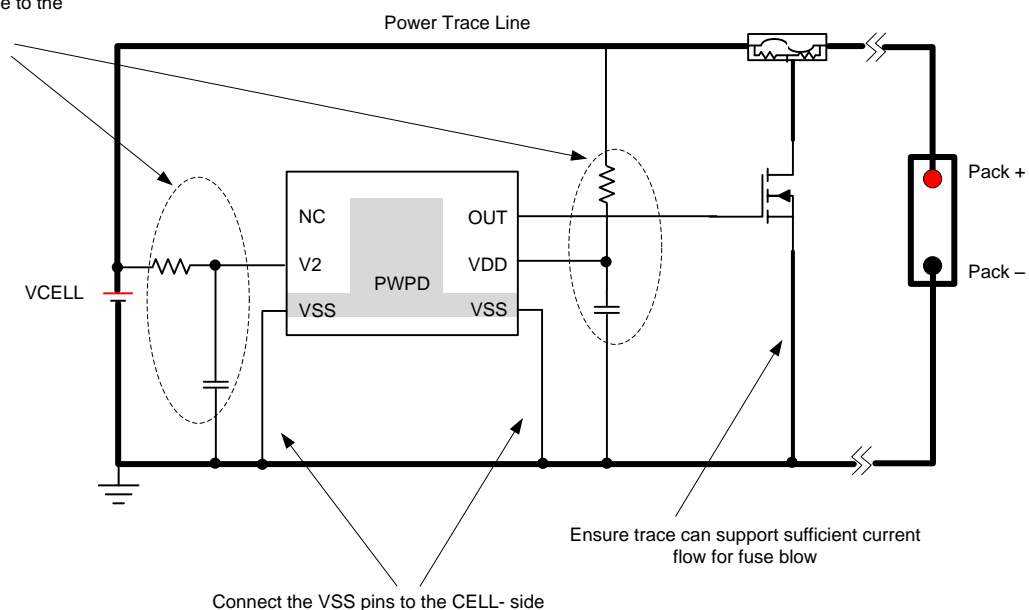 e to the
Power Trace Line
Pack +
NC
OUT
V2
VDD
PWPD
Pack –
VCELL
VSS
VSS
Ensure trace can support sufficient current
flow for fuse blow
Connect the VSS pins to the CELL- side